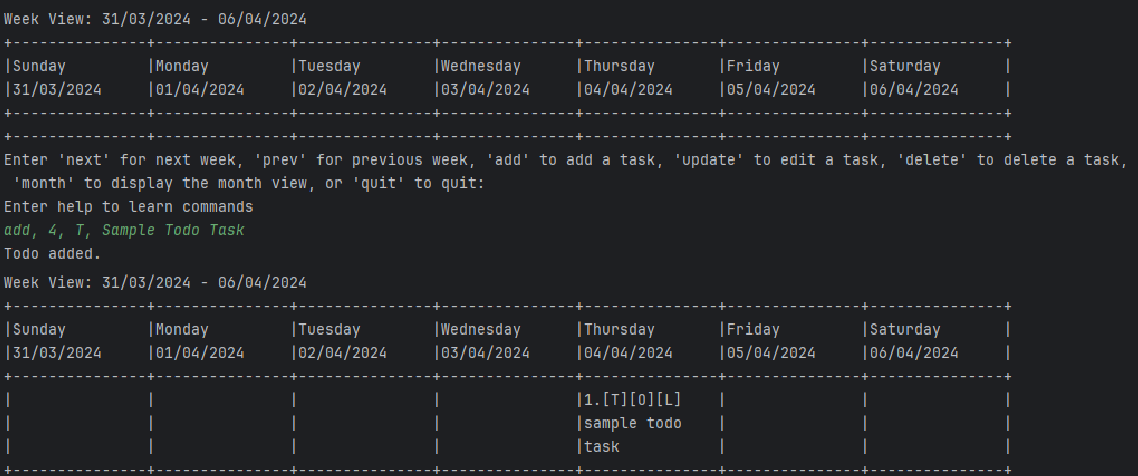 Week View: 31/03/2024 - 06/04/2024
+---------------+---------------+---------------+---------------+---------------+---------------+---------------+
|Sunday         |Monday         |Tuesday        |Wednesday      |Thursday       |Friday         |Saturday       |
|31/03/2024     |01/04/2024     |02/04/2024     |03/04/2024     |04/04/2024     |05/04/2024     |06/04/2024     |
+---------------+---------------+---------------+---------------+---------------+---------------+---------------+
+---------------+---------------+---------------+---------------+---------------+---------------+---------------+
Enter 'next' for next week, 'prev' for previous week, 'add' to add a task, 'update' to edit a task, 'delete' to delete a task,
'month' to display the month view, or 'quit' to quit:
Enter help to learn commands
add, 4, T, Sample Todo Task
Todo added.
Week View: 31/03/2024 - 06/04/2024
+---------------+---------------+---------------+---------------+---------------+---------------+---------------+
|Sunday         |Monday         |Tuesday        |Wednesday      |Thursday       |Friday         |Saturday       |
|31/03/2024     |01/04/2024     |02/04/2024     |03/04/2024     |04/04/2024     |05/04/2024     |06/04/2024     |
+---------------+---------------+---------------+---------------+---------------+---------------+---------------+
|               |               |               |               |1.[T][O][L]    |               |               |
|               |               |               |               |sample todo    |               |               |
|               |               |               |               |task           |               |               |
+---------------+---------------+---------------+---------------+---------------+---------------+---------------+